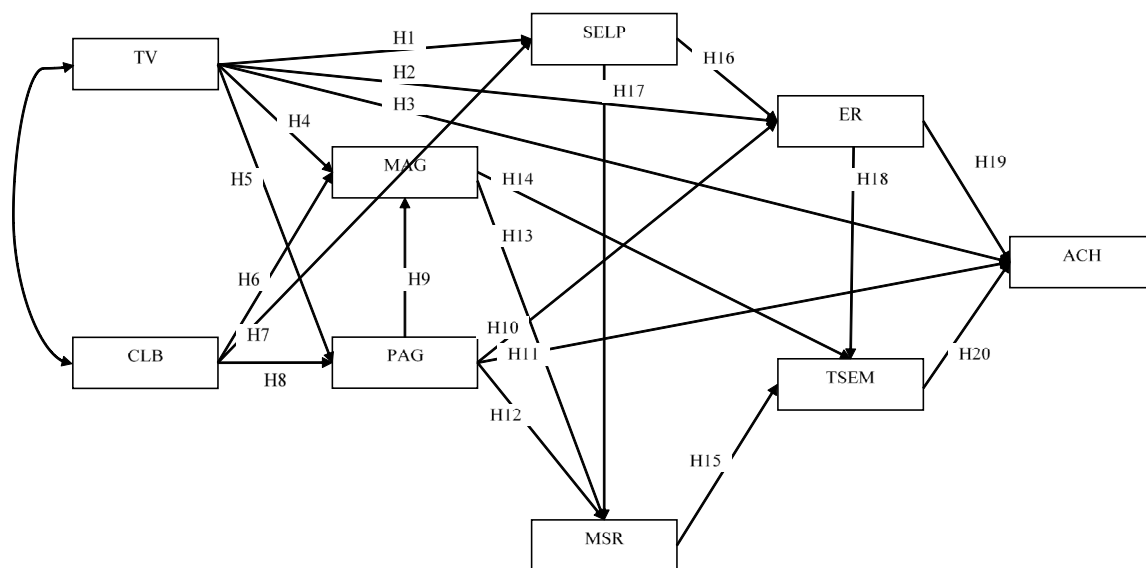 SELP
TV
H1
H16
H2
H17
H3
ER
H4
MAG
H5
H14
H18
H19
H13
ACH
H6
H9
H7
H10
CLB
PAG
H11
H20
H8
TSEM
H12
H15
MSR